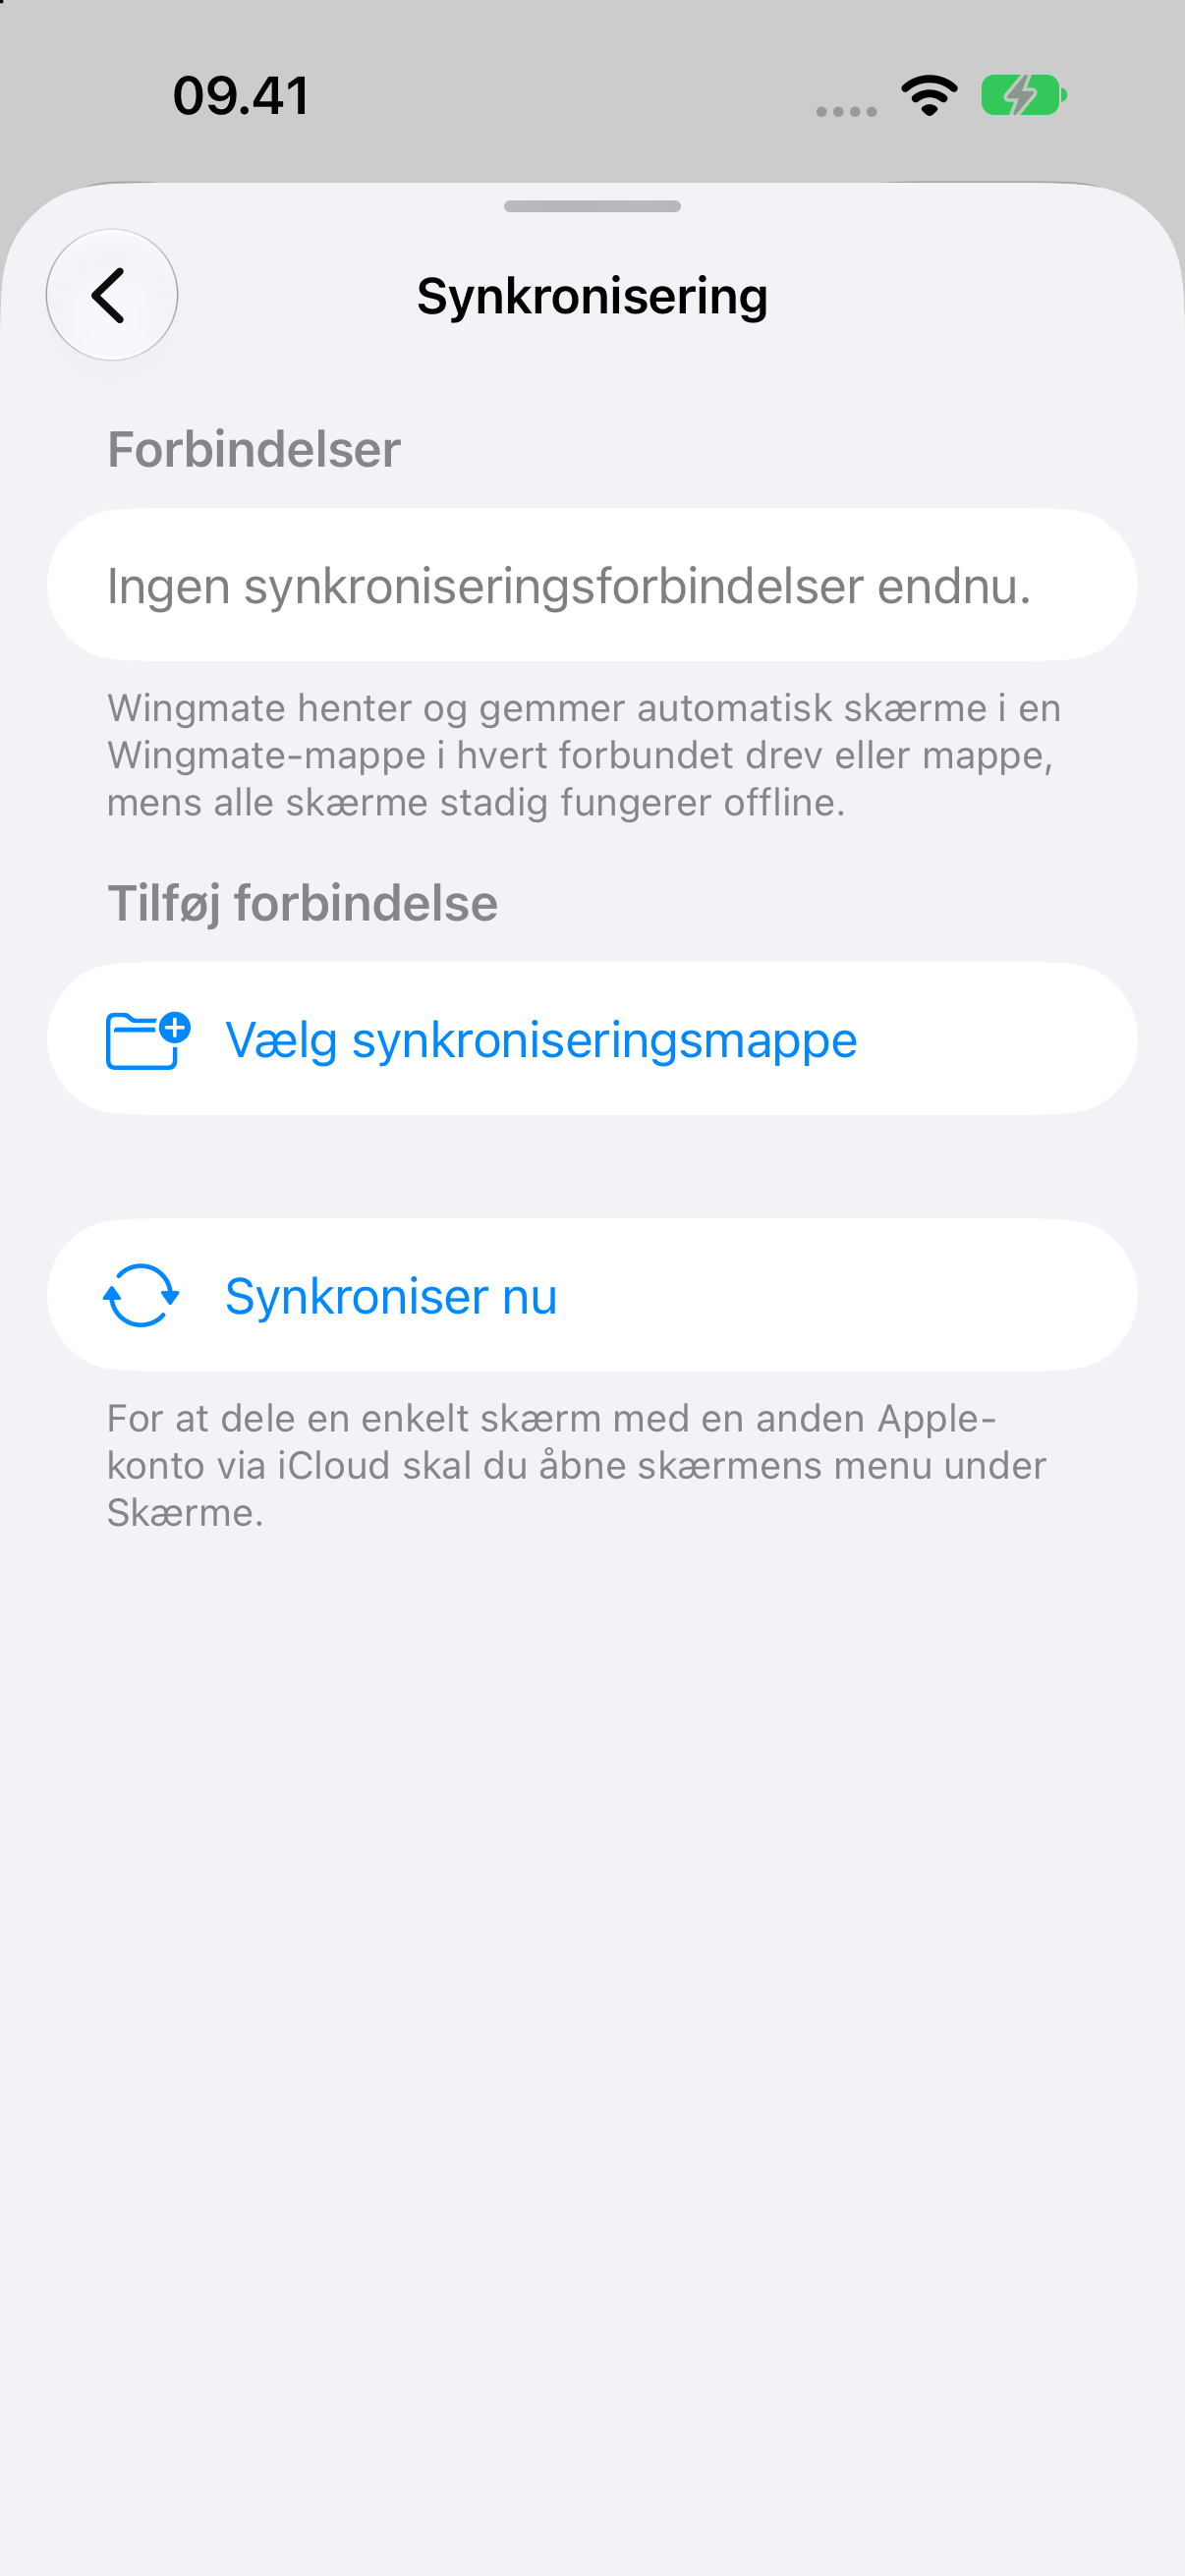 09.41
Synkronisering
Forbindelser
Ingen synkroniseringsforbindelser endnu.
Wingmate henter og gemmer automatisk skærme i en
Wingmate-mappe i hvert forbundet drev eller mappe,
mens alle skærme stadig fungerer offline.
Tilføj forbindelse
Vælg synkroniseringsmappe
Synkroniser nu
For at dele en enkelt skærm med en anden Apple-
konto via iCloud skal du åbne skærmens menu under
Skærme.